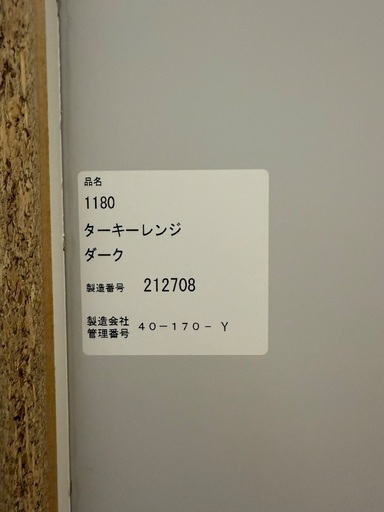 品名
1180
ターキーレンジ
ダーク
製造番号 212708
製造会社
管理番号 40-170- Y